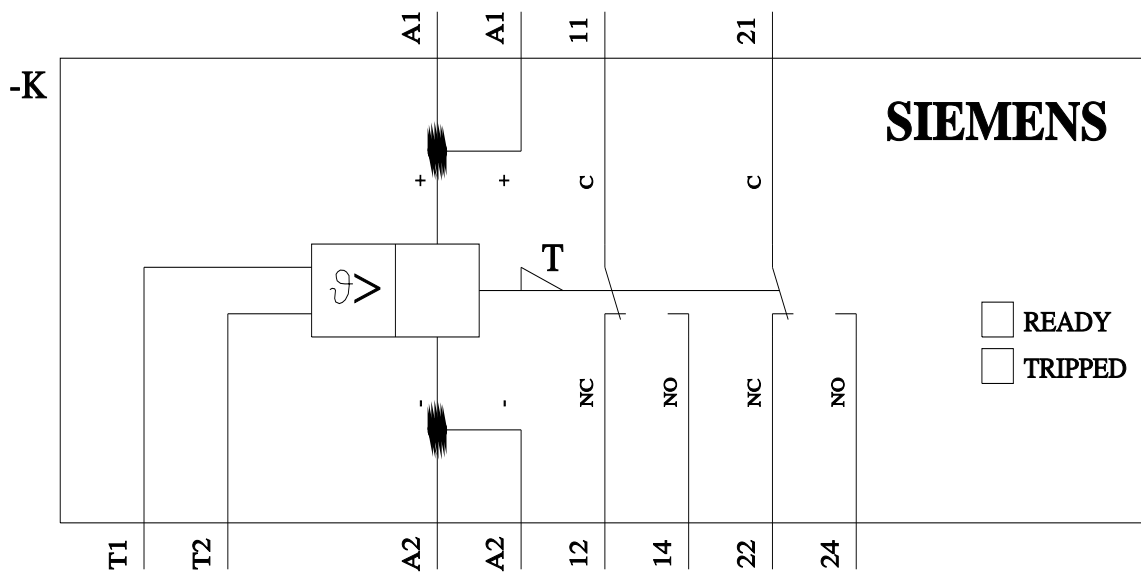 A1
A1
11
21
-K
SIEMENS
+
+
C
C
T
ϑ>
READY
TRIPPED
-
-
NC
NO
NC
NO
T1
T2
A2
A2
12
14
22
24